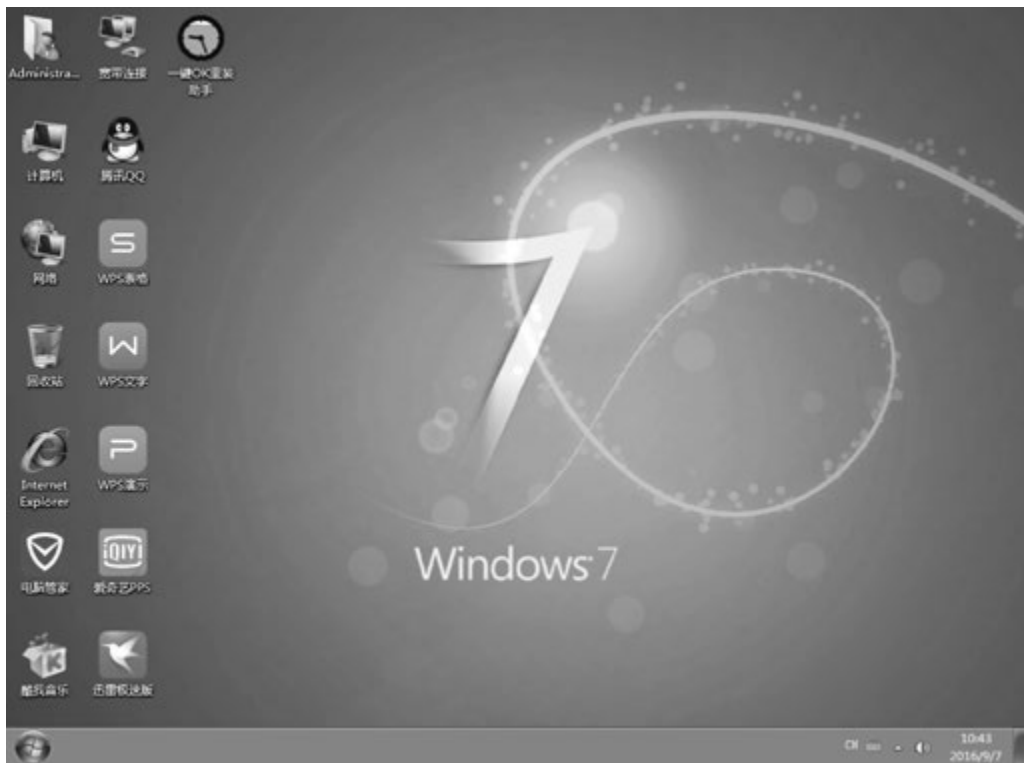 Administra...
计算机
网络
回收站
Internet
Explorer
电脑管家
酷我音乐
宽带连接
腾讯QQ
S
WPS表格
W
WPS文字
P
WPS演示
iQIYI
爱奇艺PPS
迅雷极速版
一键OK重装
助手
7
Windows 7
CH
10:43
2016/9/7